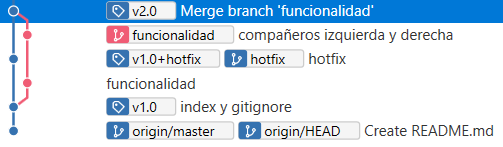 v2.0 Merge branch 'funcionalidad'
funcionalidad compañeros izquierda y derecha
v1.0+hotfix hotfix hotfix
funcionalidad
v1.0 index y gitignore
origin/master origin/HEAD Create README.md